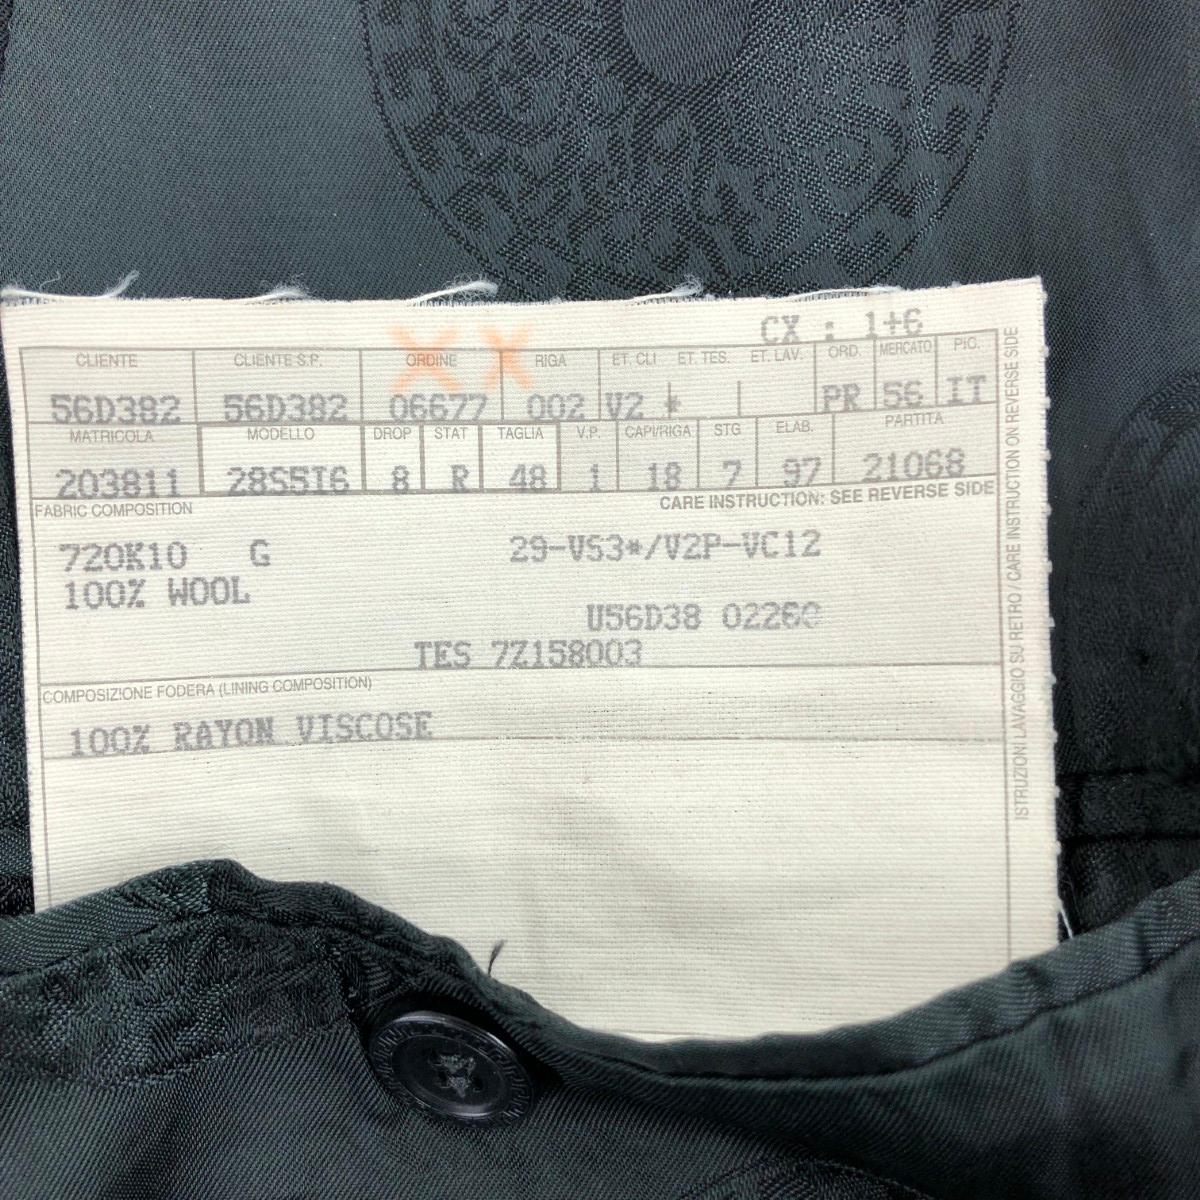 CX : 1+6
CLIENTE CLIENTE S.P. ORDINE RIGA ET. CLI ET. TES. ET. LAV. ORD. MERCATO PIC.
56D382 56D382 06677 002 V2 * PR 56 IT
MATRICOLA MODELLO DROP STAT TAGLIA V.P. CAPI/RIGA STG ELAB. PARTITA
203811 28S5I6 8 R 48 1 18 7 97 21068
FABRIC COMPOSITION CARE INSTRUCTION: SEE REVERSE SIDE
720K10 G 29-VS3*/V2P-VC12
100% WOOL
U56D38 02260
TES 7Z158003
COMPOSIZIONE FODERA (LINING COMPOSITION)
100% RAYON VISCOSE
ISTRUZIONI LAVAGGIO SU RETRO / CARE INSTRUCTION ON REVERSE SIDE